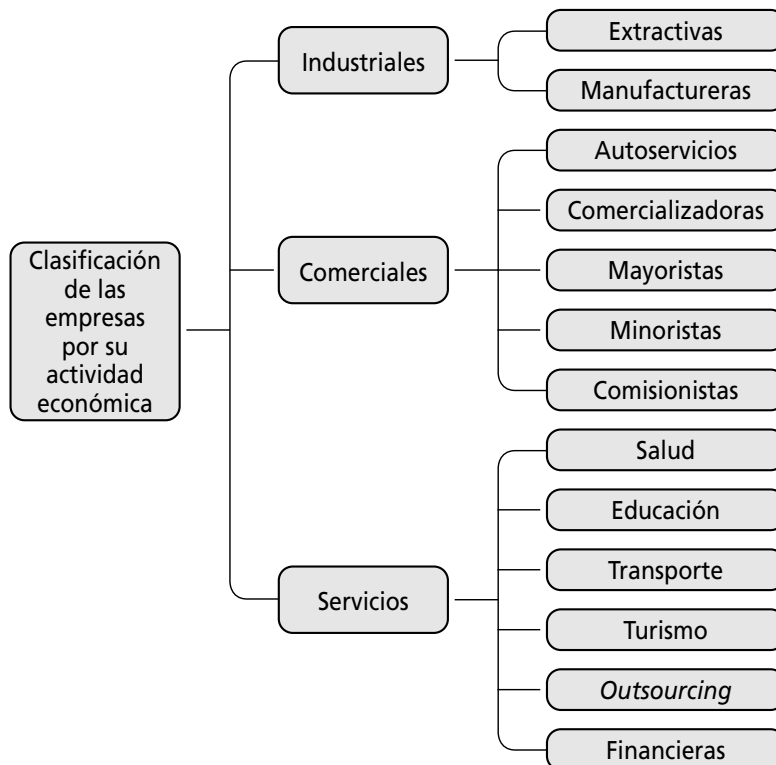 Clasificación
de las
empresas
por su
actividad
económica
Industriales
Extractivas
Manufactureras
Comerciales
Autoservicios
Comercializadoras
Mayoristas
Minoristas
Comisionistas
Servicios
Salud
Educación
Transporte
Turismo
Outsourcing
Financieras